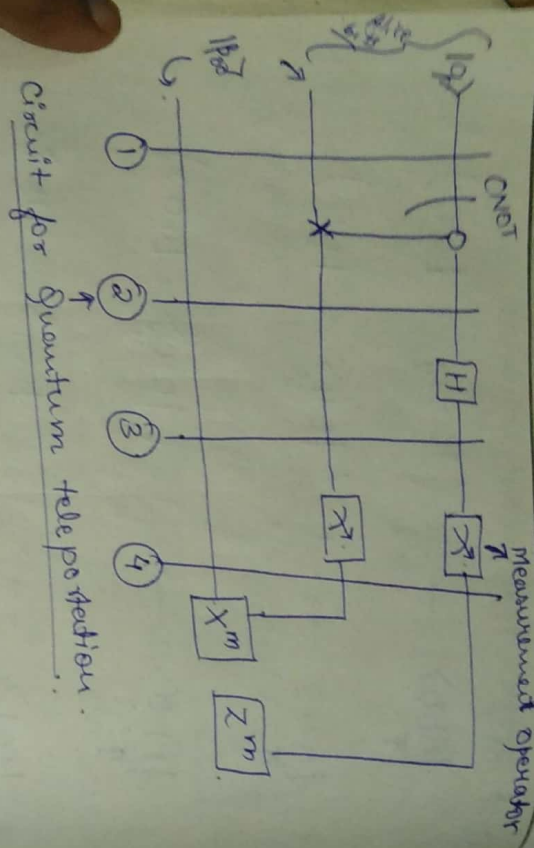 measurement operator
CNOT
|φ⟩
H
X
X
|β₀₀⟩
Xᵐ
Zᵐ
① ② ③ ④
Circuit for Quantum teleportation.